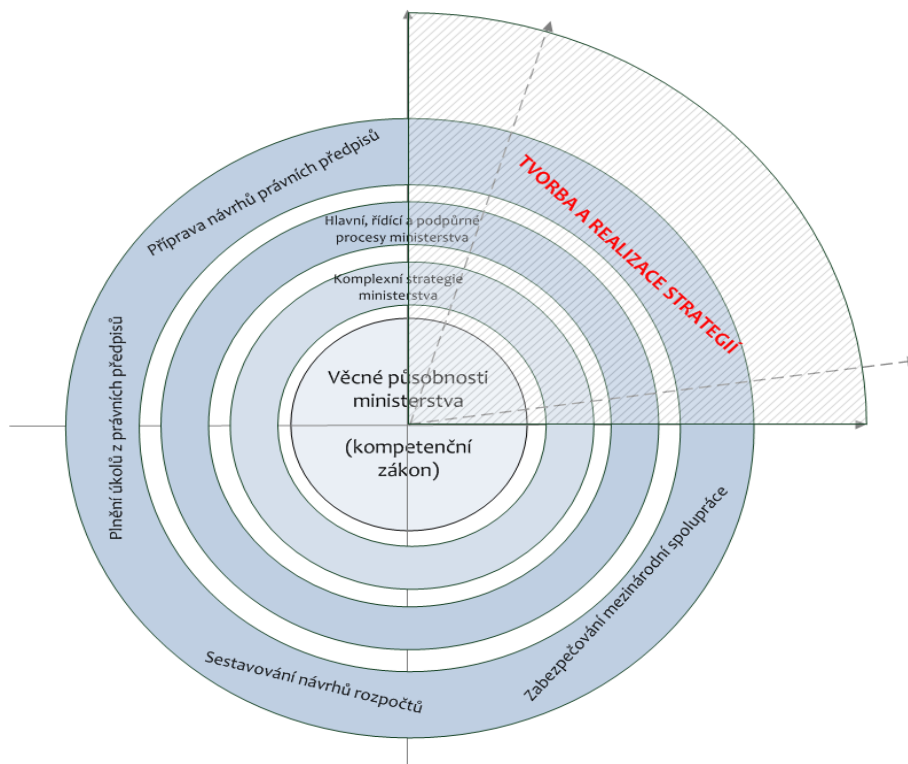 Příprava návrhů právních předpisů
TVORBA A REALIZACE STRATEGIÍ
Hlavní, řídící a podpůrné
procesy ministerstva
Komplexní strategie
ministerstva
Věcné působnosti
ministerstva
(kompetenční
zákon)
Plnění úkolů z právních předpisů
Zabezpečování mezinárodní spolupráce
Sestavování návrhů rozpočtů